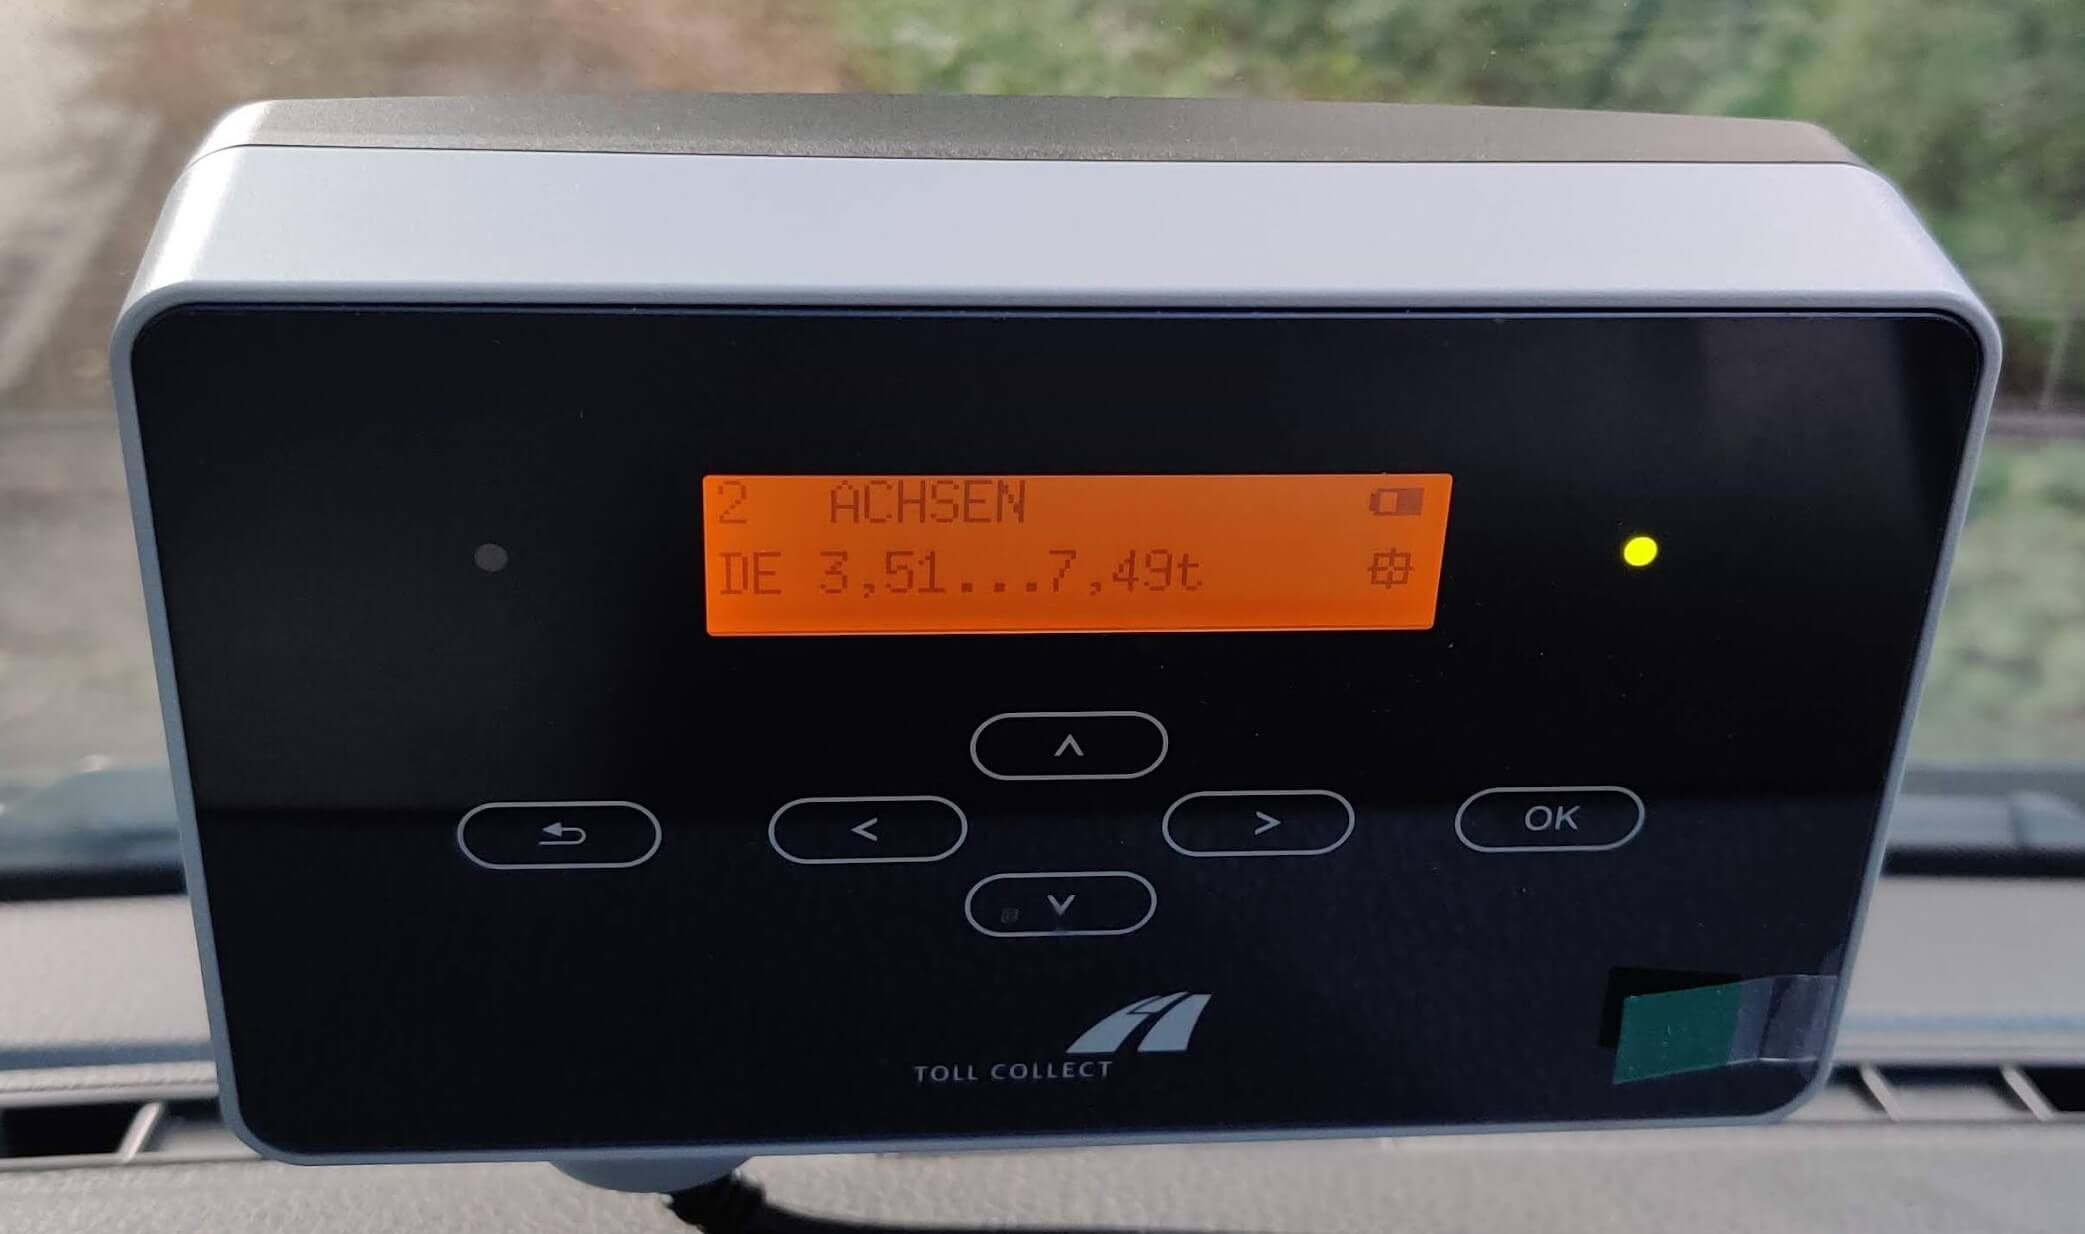 2 ACHSEN
DE 3,51...7,49t
^
< > OK
v
TOLL COLLECT